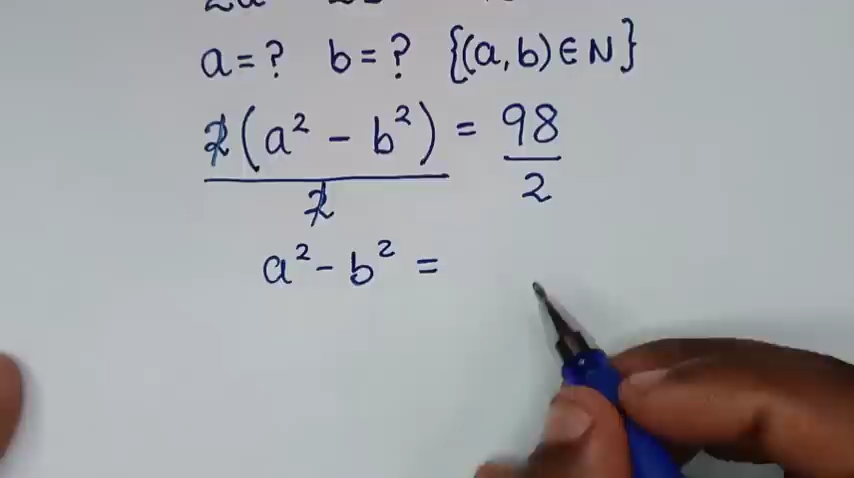 a = ? b = ? {(a, b) ∈ N}
2(a² - b²) / 2 = 98 / 2
a² - b² =